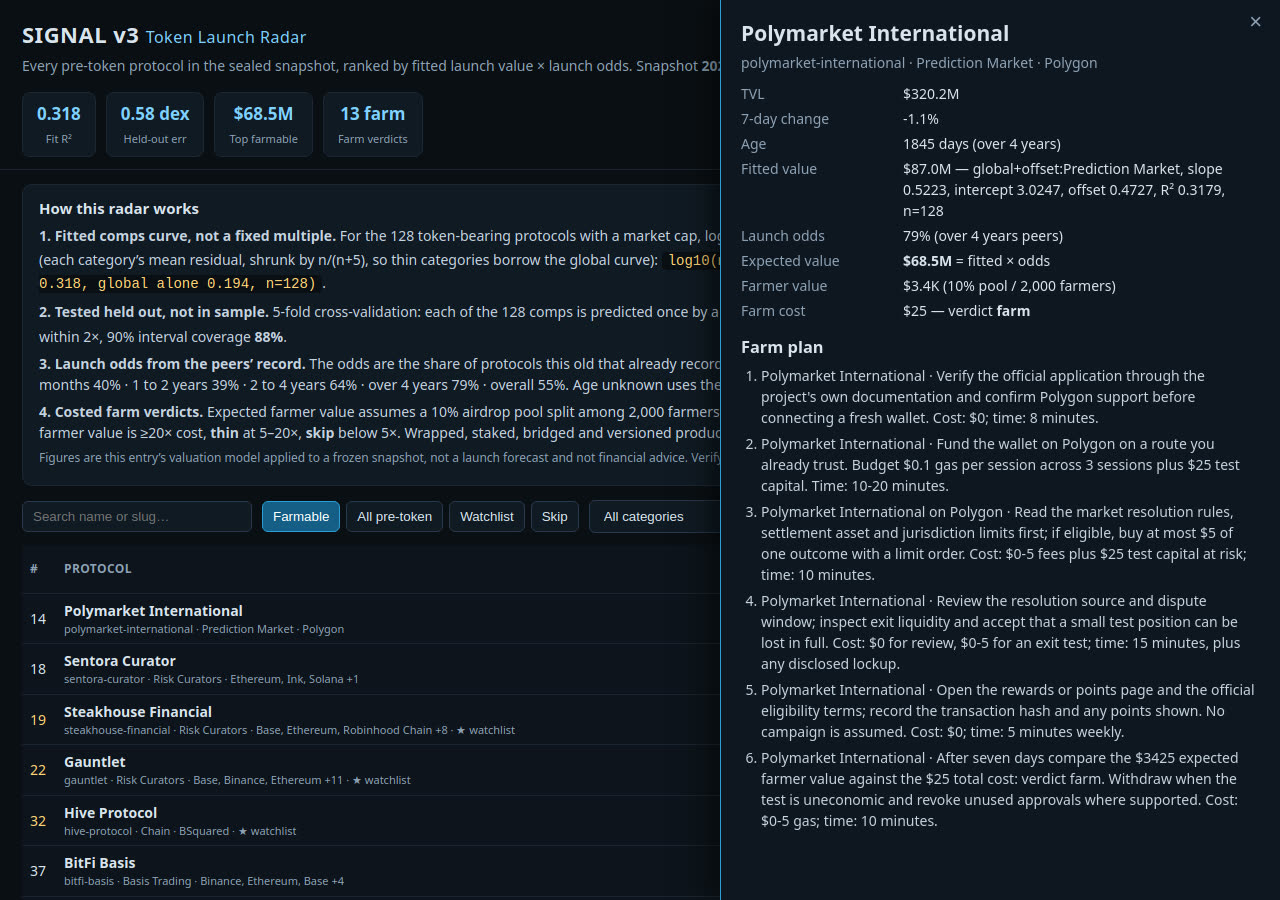 SIGNAL v3 Token Launch Radar
Every pre-token protocol in the sealed snapshot, ranked by fitted launch value × launch odds. Snapshot
0.318
Fit R²
0.58 dex
Held-out err
$68.5M
Top farmable
13 farm
Farm verdicts
How this radar works
1. Fitted comps curve, not a fixed multiple. For the 128 token-bearing protocols with a market cap,
(each category's mean residual, shrunk by n/(n+5), so thin categories borrow the global curve): log10(
0.318, global alone 0.194, n=128) .
2. Tested held out, not in sample. 5-fold cross-validation: each of the 128 comps is predicted once by a
within 2×, 90% interval coverage 88%.
3. Launch odds from the peers' record. The odds are the share of protocols this old that already
months 40% · 1 to 2 years 39% · 2 to 4 years 64% · over 4 years 79% · overall 55%. Age unknown uses the
4. Costed farm verdicts. Expected farmer value assumes a 10% airdrop pool split among 2,000 farmers
farmer value is ≥20× cost, thin at 5–20×, skip below 5×. Wrapped, staked, bridged and versioned
Figures are this entry's valuation model applied to a frozen snapshot, not a launch forecast and not financial advice.
Search name or slug…
Farmable
All pre-token
Watchlist
Skip
All categories
# PROTOCOL
14 Polymarket International
polymarket-international · Prediction Market · Polygon
18 Sentora Curator
sentora-curator · Risk Curators · Ethereum, Ink, Solana +1
19 Steakhouse Financial
steakhouse-financial · Risk Curators · Base, Ethereum, Robinhood Chain +8 · ★ watchlist
22 Gauntlet
gauntlet · Risk Curators · Base, Binance, Ethereum +11 · ★ watchlist
32 Hive Protocol
hive-protocol · Chain · BSquared · ★ watchlist
37 BitFi Basis
bitfi-basis · Basis Trading · Binance, Ethereum, Base +4
×
Polymarket International
polymarket-international · Prediction Market · Polygon
TVL $320.2M
7-day change -1.1%
Age 1845 days (over 4 years)
Fitted value $87.0M — global+offset:Prediction Market, slope
0.5223, intercept 3.0247, offset 0.4727, R² 0.3179,
n=128
Launch odds 79% (over 4 years peers)
Expected value $68.5M = fitted × odds
Farmer value $3.4K (10% pool / 2,000 farmers)
Farm cost $25 — verdict farm
Farm plan
1. Polymarket International · Verify the official application through the
project's own documentation and confirm Polygon support before
connecting a fresh wallet. Cost: $0; time: 8 minutes.
2. Polymarket International · Fund the wallet on Polygon on a route you
already trust. Budget $0.1 gas per session across 3 sessions plus $25 test
capital. Time: 10-20 minutes.
3. Polymarket International on Polygon · Read the market resolution rules,
settlement asset and jurisdiction limits first; if eligible, buy at most $5 of
one outcome with a limit order. Cost: $0-5 fees plus $25 test capital at risk;
time: 10 minutes.
4. Polymarket International · Review the resolution source and dispute
window; inspect exit liquidity and accept that a small test position can be
lost in full. Cost: $0 for review, $0-5 for an exit test; time: 15 minutes, plus
any disclosed lockup.
5. Polymarket International · Open the rewards or points page and the official
eligibility terms; record the transaction hash and any points shown. No
campaign is assumed. Cost: $0; time: 5 minutes weekly.
6. Polymarket International · After seven days compare the $3425 expected
farmer value against the $25 total cost: verdict farm. Withdraw when the
test is uneconomic and revoke unused approvals where supported. Cost:
$0-5 gas; time: 10 minutes.